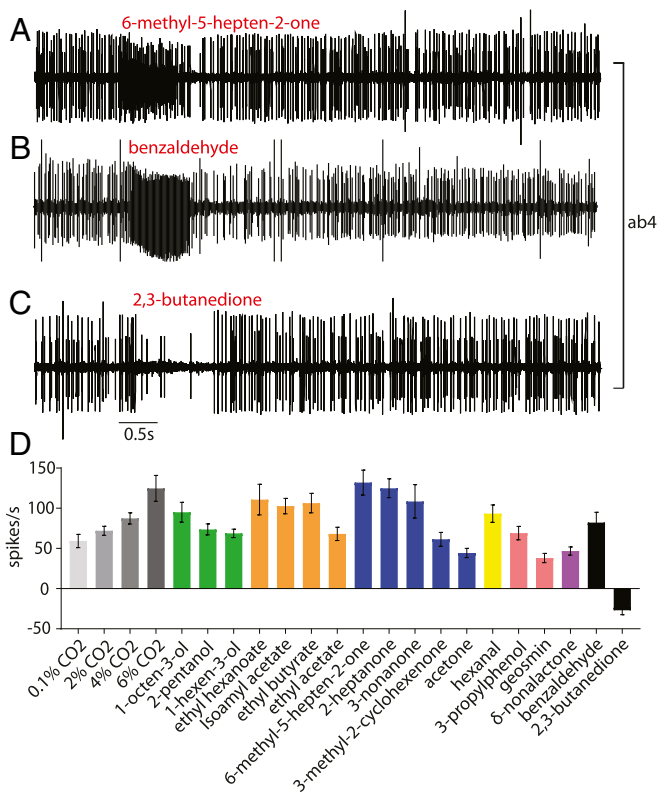 A
6-methyl-5-hepten-2-one
B
benzaldehyde
ab4
C
2,3-butanedione
0.5s
D
150
100
50
0
-50
spikes/s
0.1% CO2
2% CO2
4% CO2
6% CO2
1-octen-3-ol
2-pentanol
1-hexen-3-ol
ethyl hexanoate
Isoamyl acetate
ethyl butyrate
ethyl acetate
6-methyl-5-hepten-2-one
2-heptanone
3-nonanone
3-methyl-2-cyclohexenone
acetone
hexanal
3-propylphenol
geosmin
δ-nonalactone
benzaldehyde
2,3-butanedione